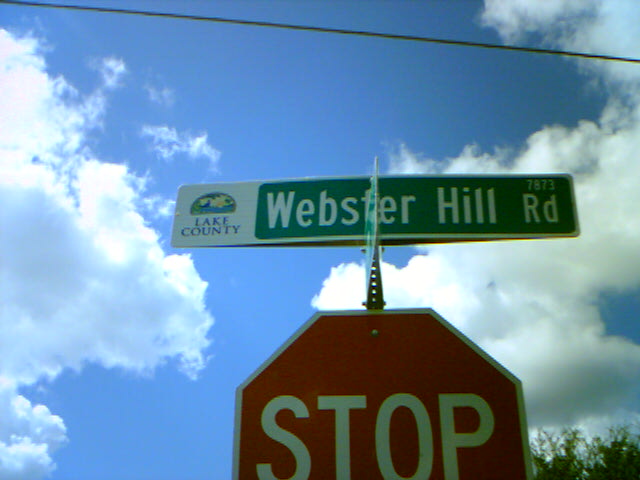 LAKE
COUNTY
Webster Hill Rd
7873
STOP